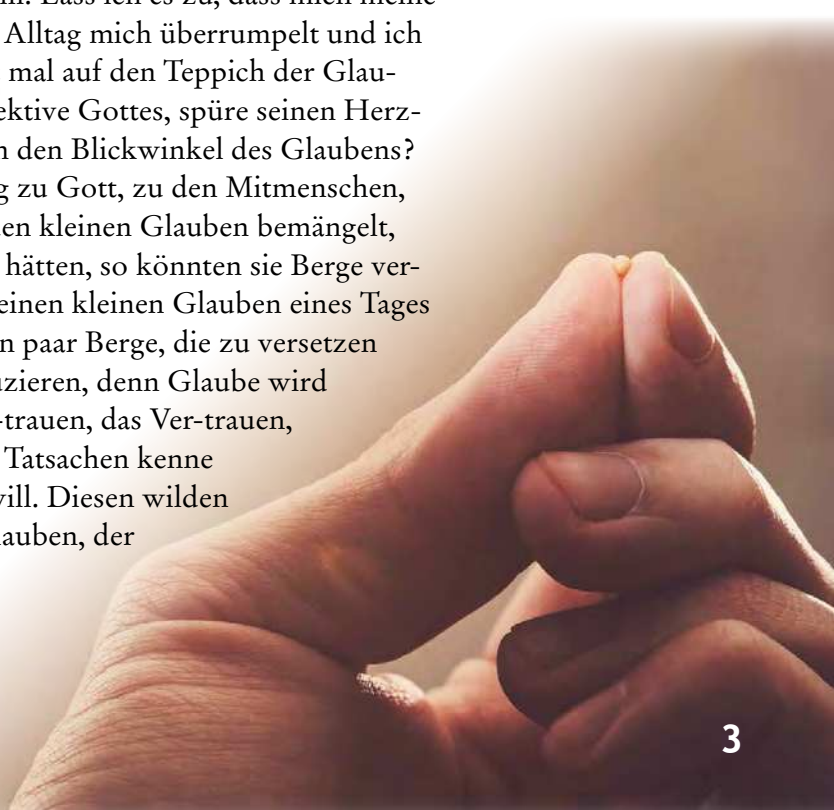 Lass ich es zu, dass mich meine
Alltag mich überrumpelt und ich
mal auf den Teppich der Glau-
ektive Gottes, spüre seinen Herz-
den Blickwinkel des Glaubens?
g zu Gott, zu den Mitmenschen,
en kleinen Glauben bemängelt,
hätten, so könnten sie Berge ver-
einen kleinen Glauben eines Tages
n paar Berge, die zu versetzen
uzieren, denn Glaube wird
-trauen, das Ver-trauen,
Tatsachen kenne
will. Diesen wilden
lauben, der
3